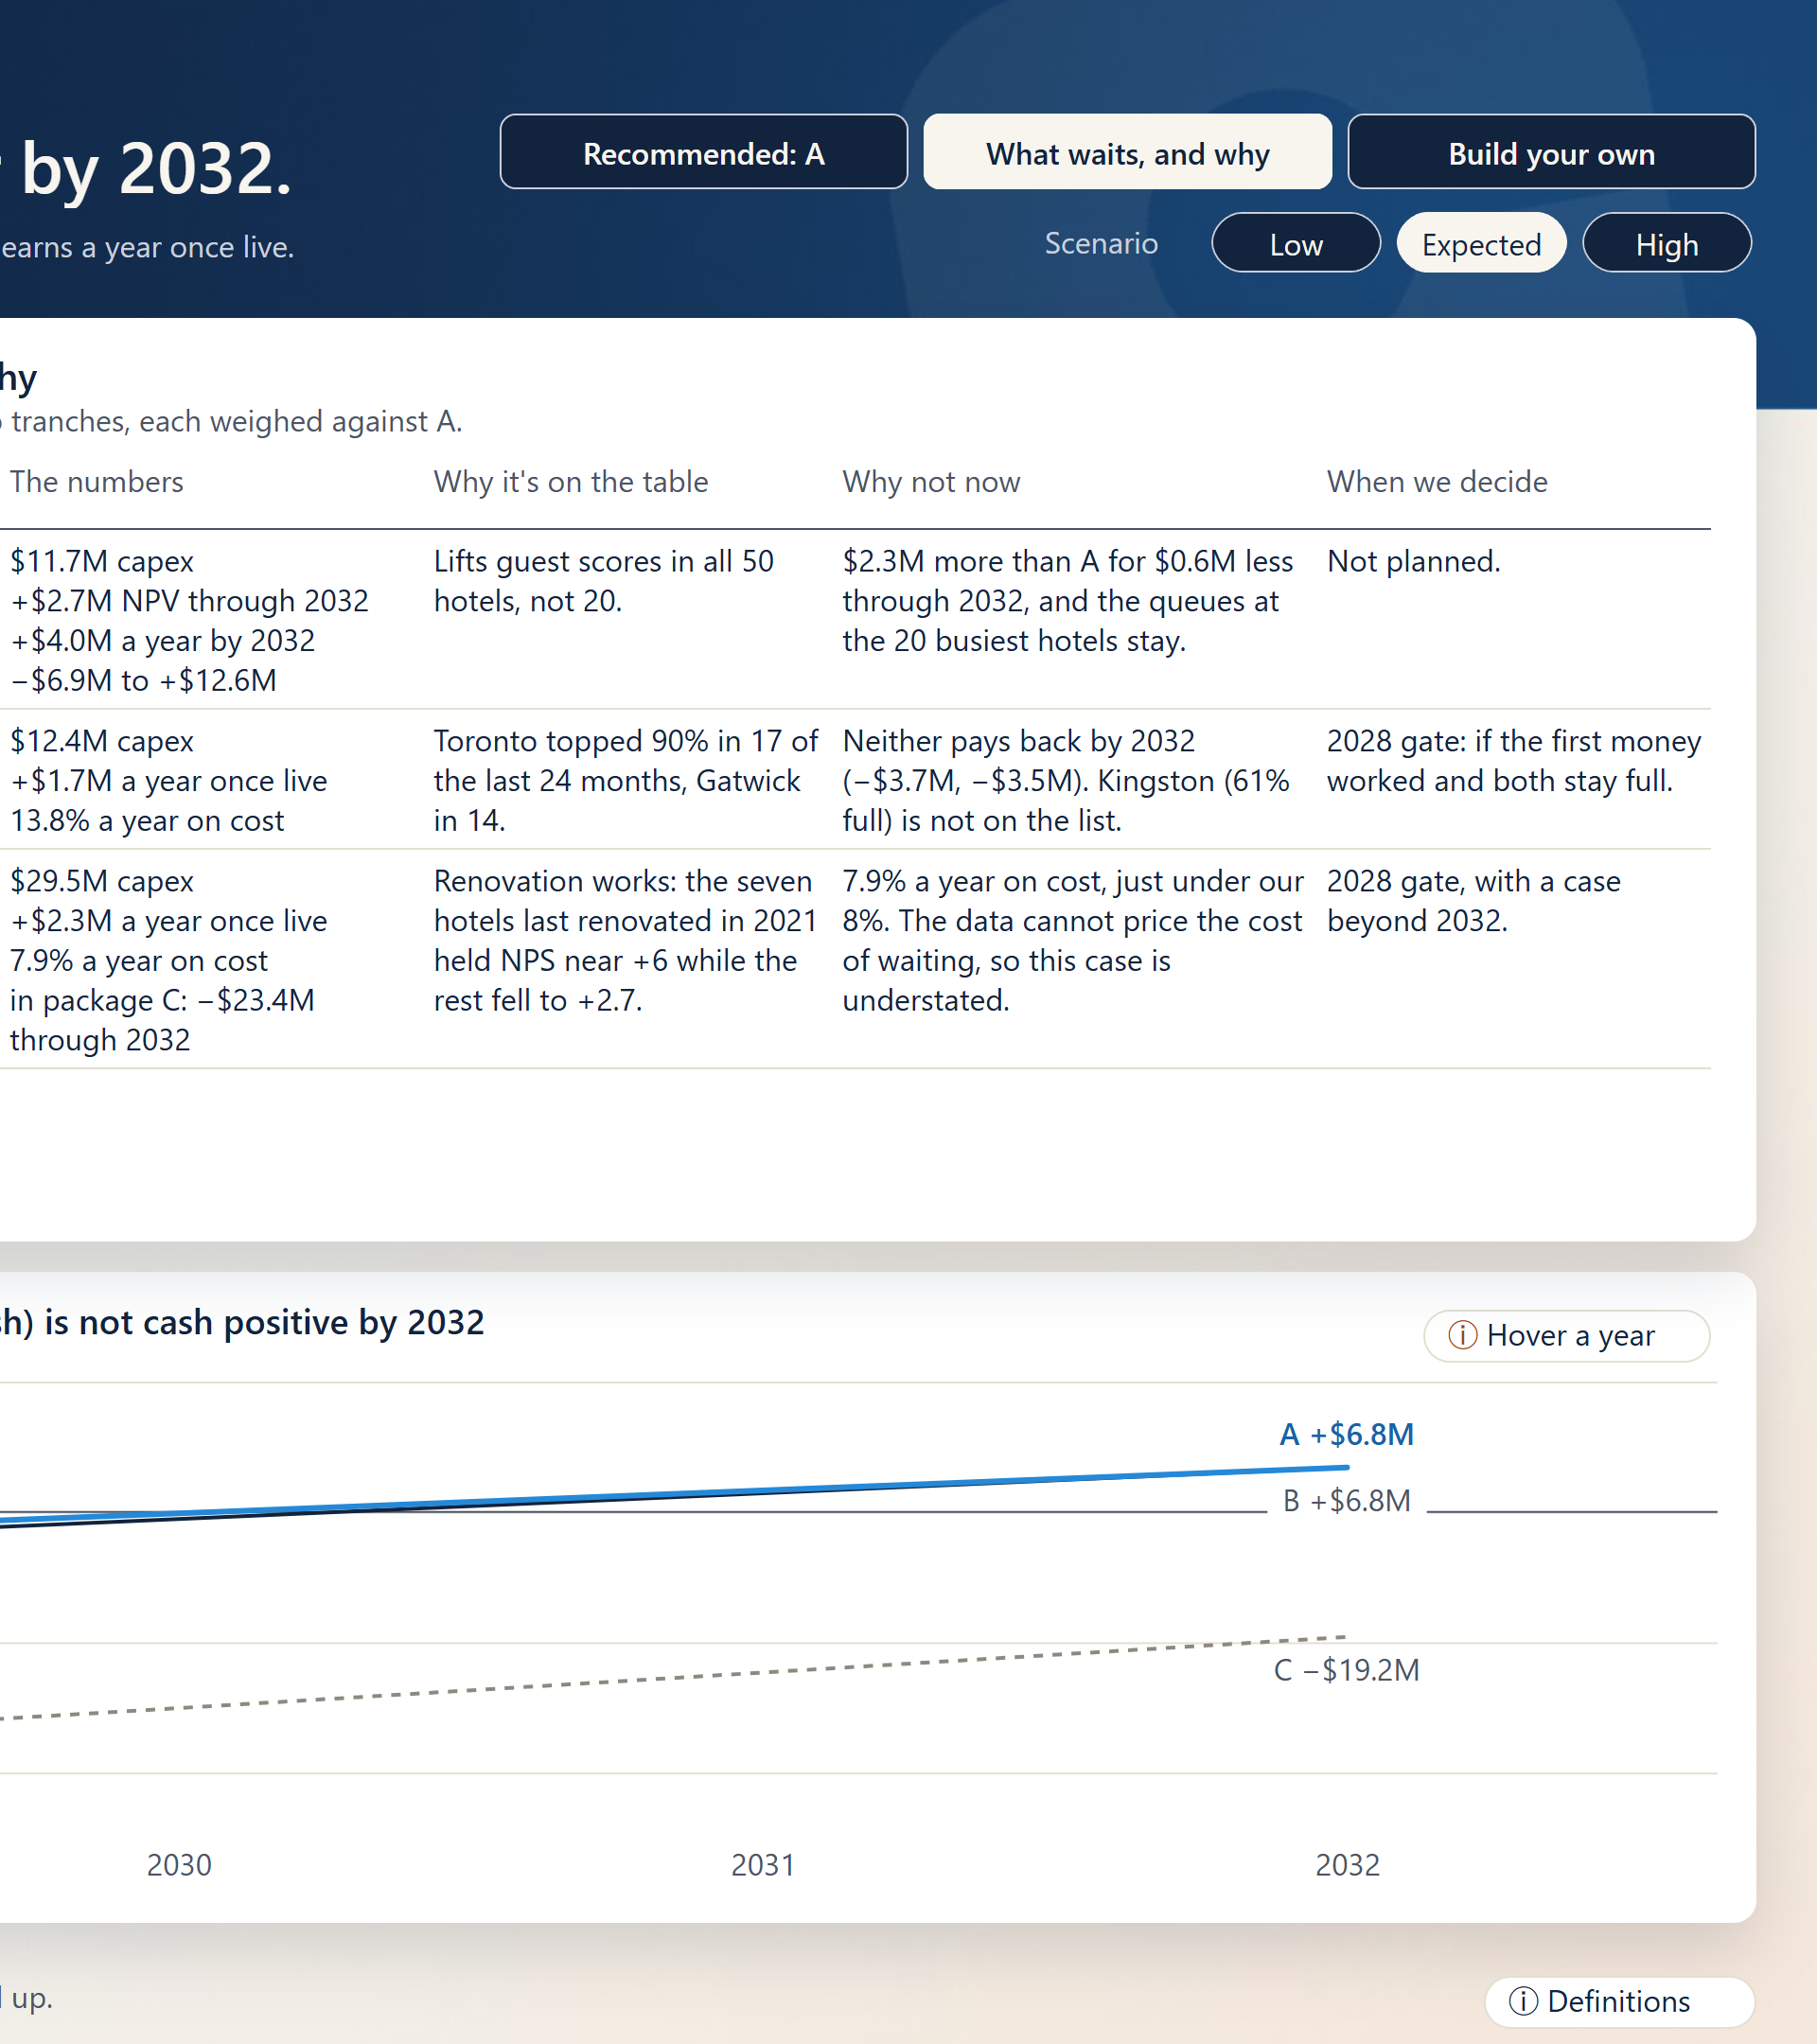 by 2032.
Recommended: A
What waits, and why
Build your own
earns a year once live.
Scenario
Low
Expected
High
hy
tranches, each weighed against A.
The numbers
Why it's on the table
Why not now
When we decide
$11.7M capex
+$2.7M NPV through 2032
+$4.0M a year by 2032
−$6.9M to +$12.6M
Lifts guest scores in all 50
hotels, not 20.
$2.3M more than A for $0.6M less
through 2032, and the queues at
the 20 busiest hotels stay.
Not planned.
$12.4M capex
+$1.7M a year once live
13.8% a year on cost
Toronto topped 90% in 17 of
the last 24 months, Gatwick
in 14.
Neither pays back by 2032
(−$3.7M, −$3.5M). Kingston (61%
full) is not on the list.
2028 gate: if the first money
worked and both stay full.
$29.5M capex
+$2.3M a year once live
7.9% a year on cost
in package C: −$23.4M
through 2032
Renovation works: the seven
hotels last renovated in 2021
held NPS near +6 while the
rest fell to +2.7.
7.9% a year on cost, just under our
8%. The data cannot price the cost
of waiting, so this case is
understated.
2028 gate, with a case
beyond 2032.
h) is not cash positive by 2032
ⓘ Hover a year
A +$6.8M
B +$6.8M
C −$19.2M
2030
2031
2032
up.
ⓘ Definitions